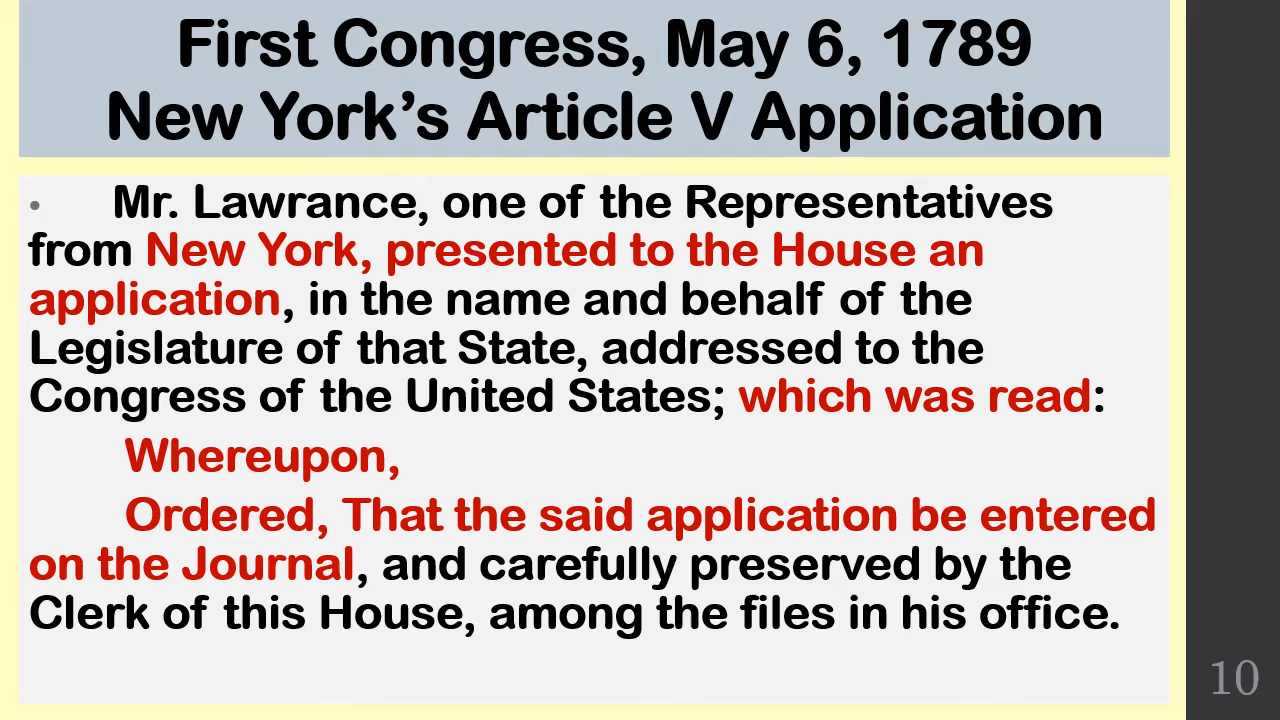 First Congress, May 6, 1789
New York’s Article V Application
• Mr. Lawrance, one of the Representatives
from New York, presented to the House an
application, in the name and behalf of the
Legislature of that State, addressed to the
Congress of the United States; which was read:
Whereupon,
Ordered, That the said application be entered
on the Journal, and carefully preserved by the
Clerk of this House, among the files in his office.
10